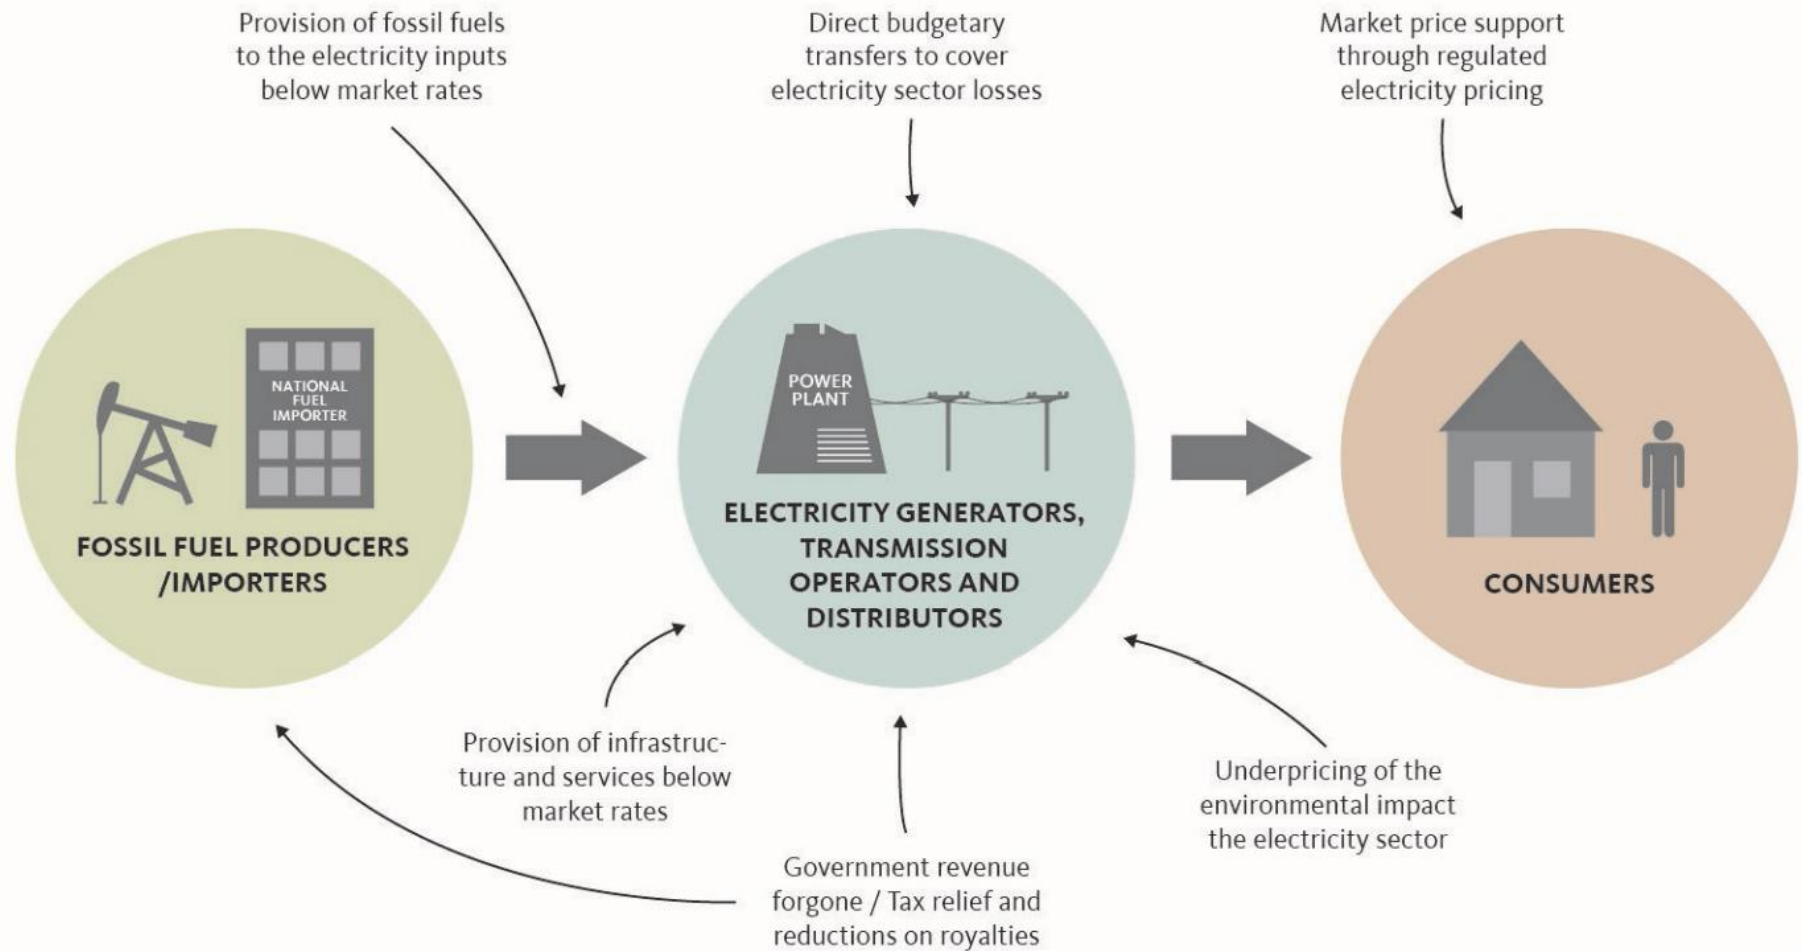 Provision of fossil fuels
to the electricity inputs
below market rates
Direct budgetary
transfers to cover
electricity sector losses
Market price support
through regulated
electricity pricing
NATIONAL
FUEL
IMPORTER
FOSSIL FUEL PRODUCERS
/IMPORTERS
POWER
PLANT
ELECTRICITY GENERATORS,
TRANSMISSION
OPERATORS AND
DISTRIBUTORS
CONSUMERS
Provision of infrastruc-
ture and services below
market rates
Government revenue
forgone / Tax relief and
reductions on royalties
Underpricing of the
environmental impact
the electricity sector